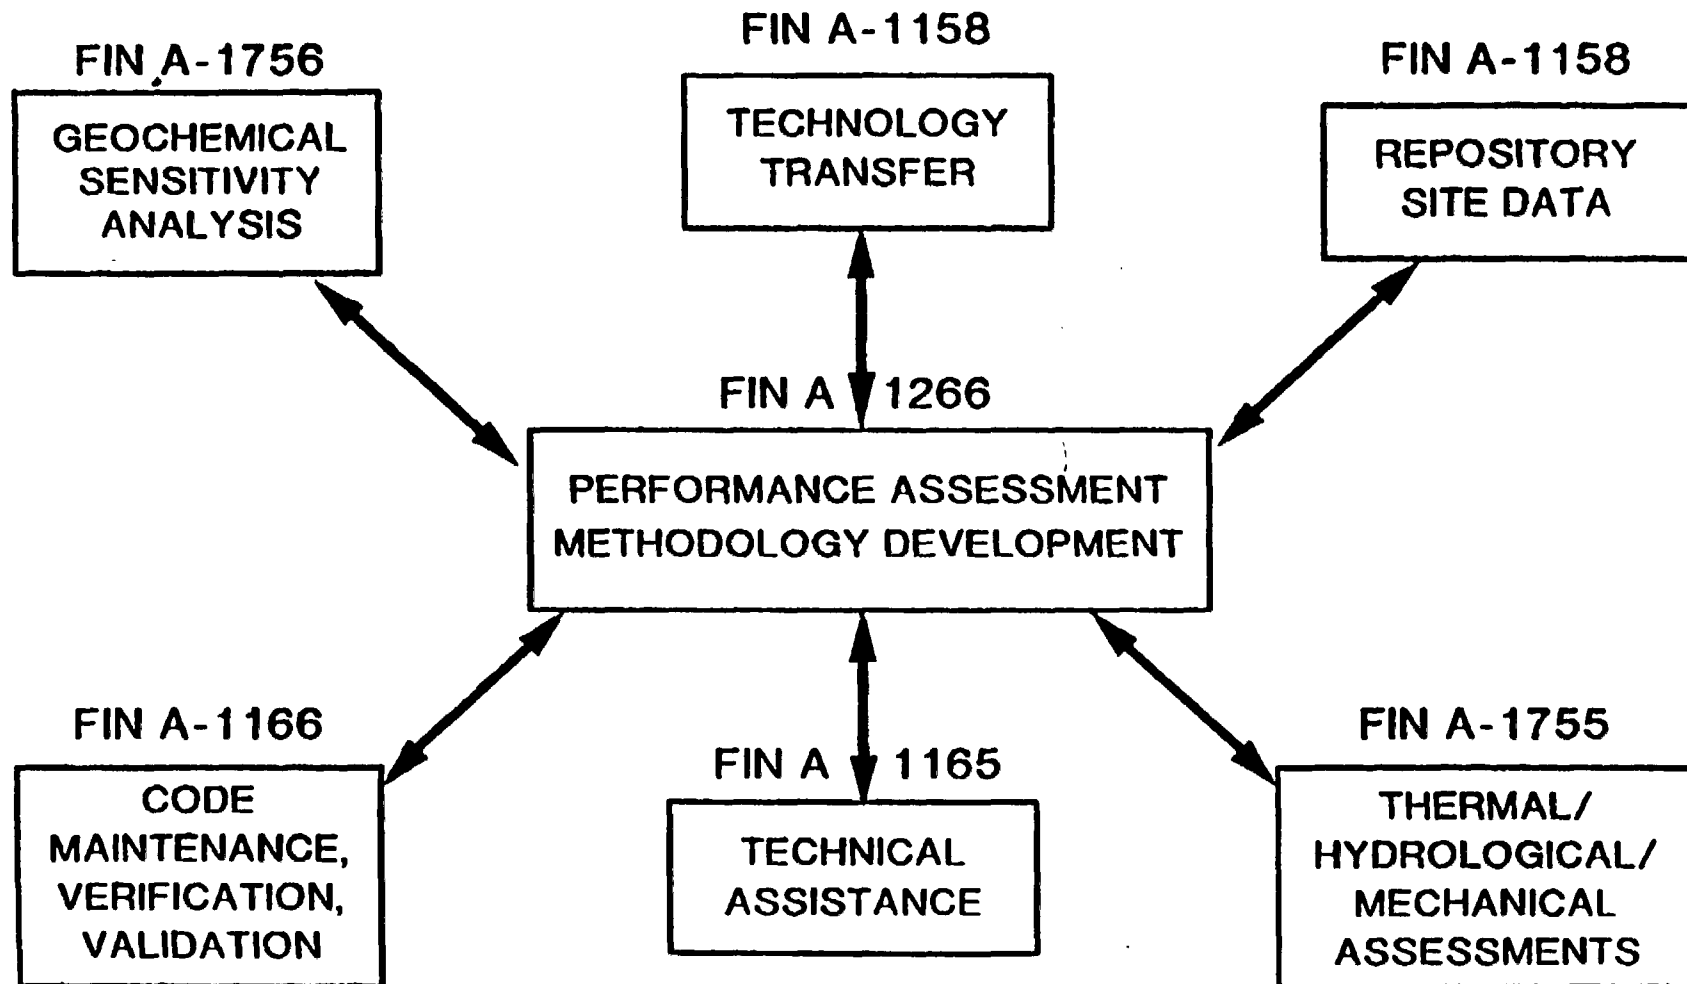 FIN A-1756
GEOCHEMICAL
SENSITIVITY
ANALYSIS
FIN A-1158
TECHNOLOGY
TRANSFER
FIN A-1158
REPOSITORY
SITE DATA
FIN A 1266
PERFORMANCE ASSESSMENT
METHODOLOGY DEVELOPMENT
FIN A-1166
CODE
MAINTENANCE,
VERIFICATION,
VALIDATION
FIN A 1165
TECHNICAL
ASSISTANCE
FIN A-1755
THERMAL/
HYDROLOGICAL/
MECHANICAL
ASSESSMENTS